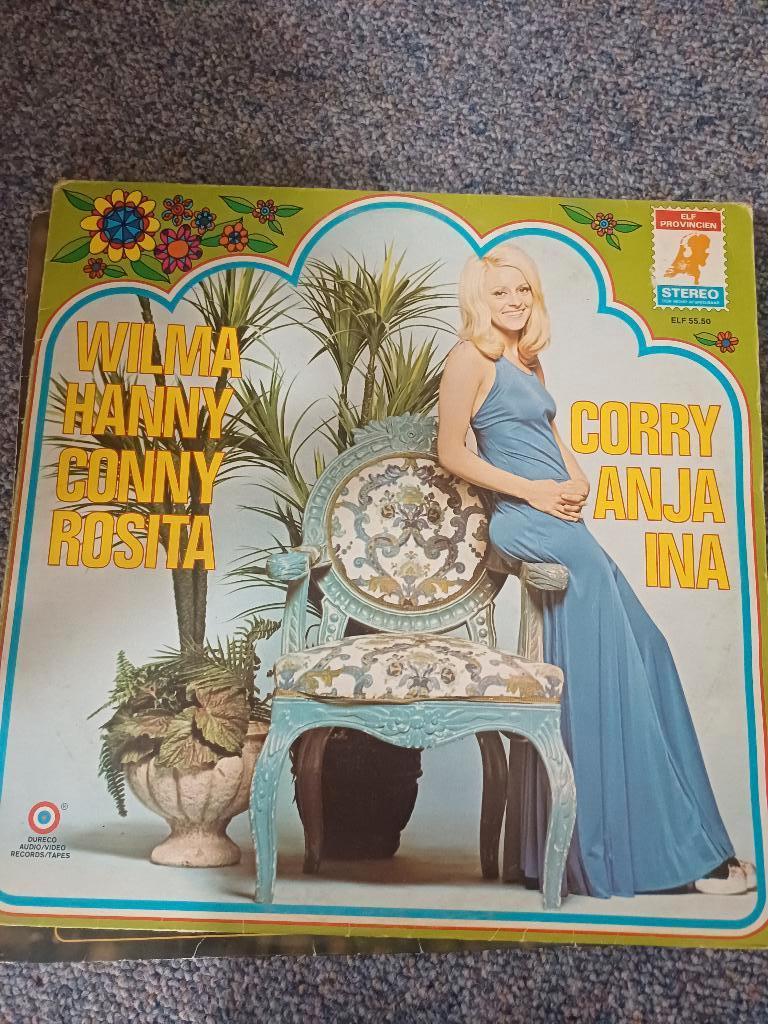 WILMA
HANNY
CONNY
ROSITA
CORRY
ANJA
INA
ELF
PROVINCIEN
STEREO
ELF 55.50
®
DURECO
AUDIO/VIDEO
RECORDS/TAPES